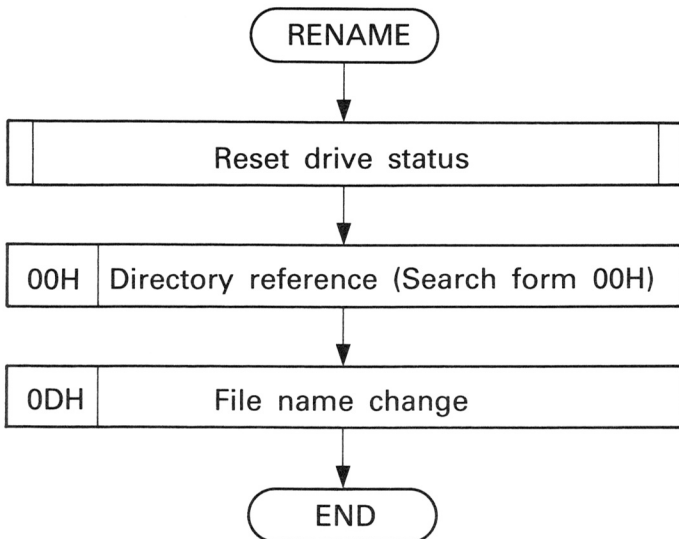 RENAME
Reset drive status
00H Directory reference (Search form 00H)
0DH File name change
END